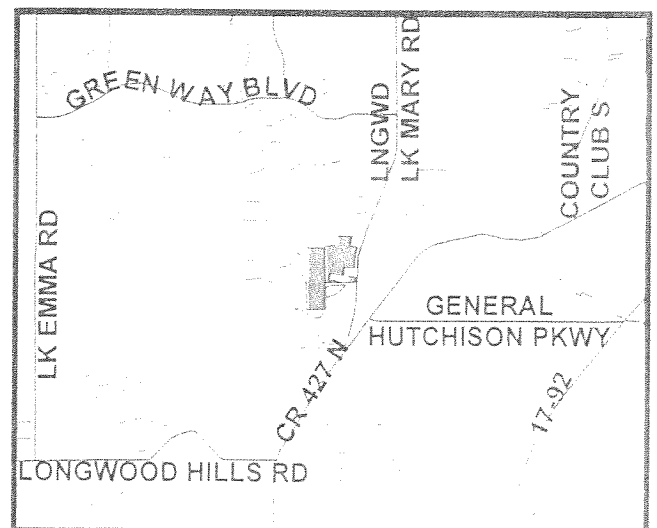 GREEN WAY BLVD
LNGWD
LK MARY RD
COUNTRY
CLUB S
LK EMMA RD
GENERAL
HUTCHISON PKWY
CR 427 N
17-92
LONGWOOD HILLS RD